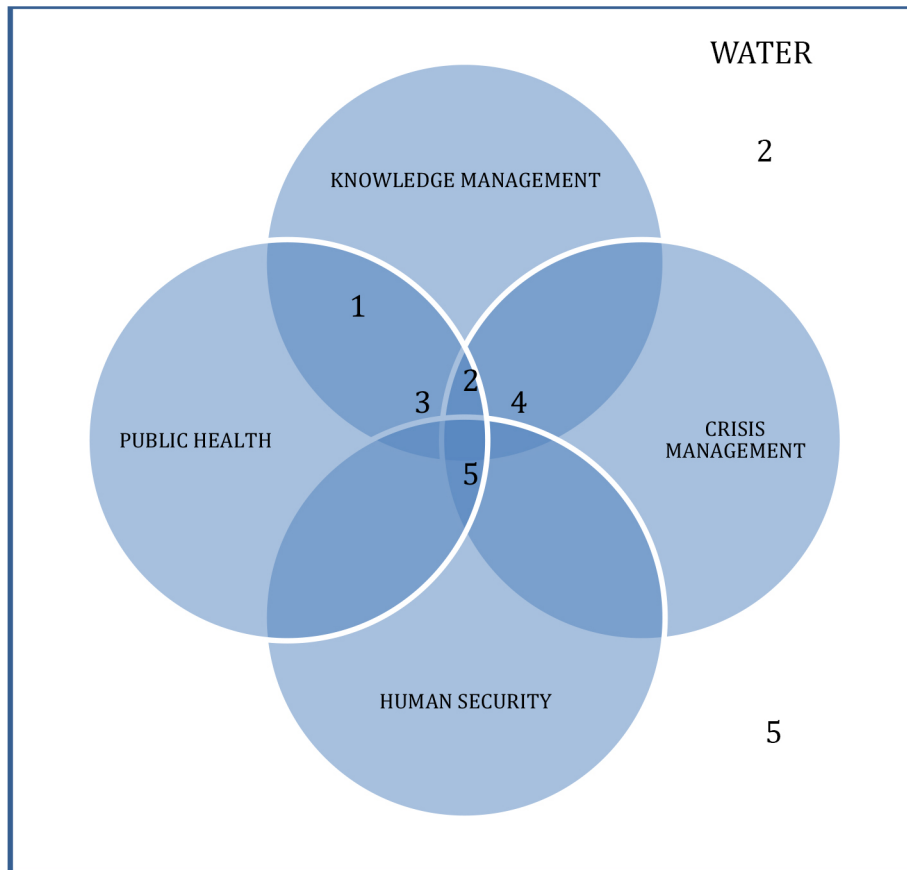 WATER
2
KNOWLEDGE MANAGEMENT
1
2
3
4
PUBLIC HEALTH
CRISIS
MANAGEMENT
5
HUMAN SECURITY
5